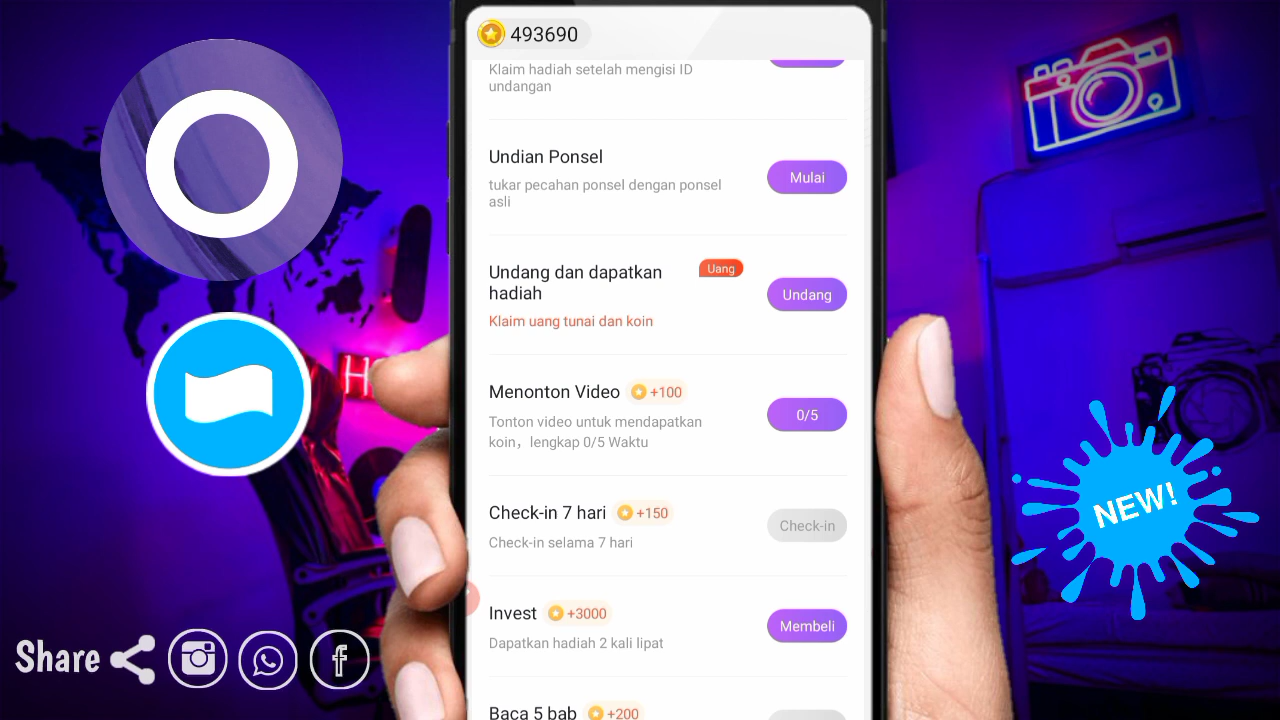 493690
Klaim hadiah setelah mengisi ID
undangan
Undian Ponsel
Mulai
tukar pecahan ponsel dengan ponsel
asli
Undang dan dapatkan
hadiah
Uang
Undang
Klaim uang tunai dan koin
Menonton Video +100
0/5
Tonton video untuk mendapatkan
koin, lengkap 0/5 Waktu
Check-in 7 hari +150
Check-in
Check-in selama 7 hari
Invest +3000
Membeli
Dapatkan hadiah 2 kali lipat
Baca 5 bab +200
NEW!
Share